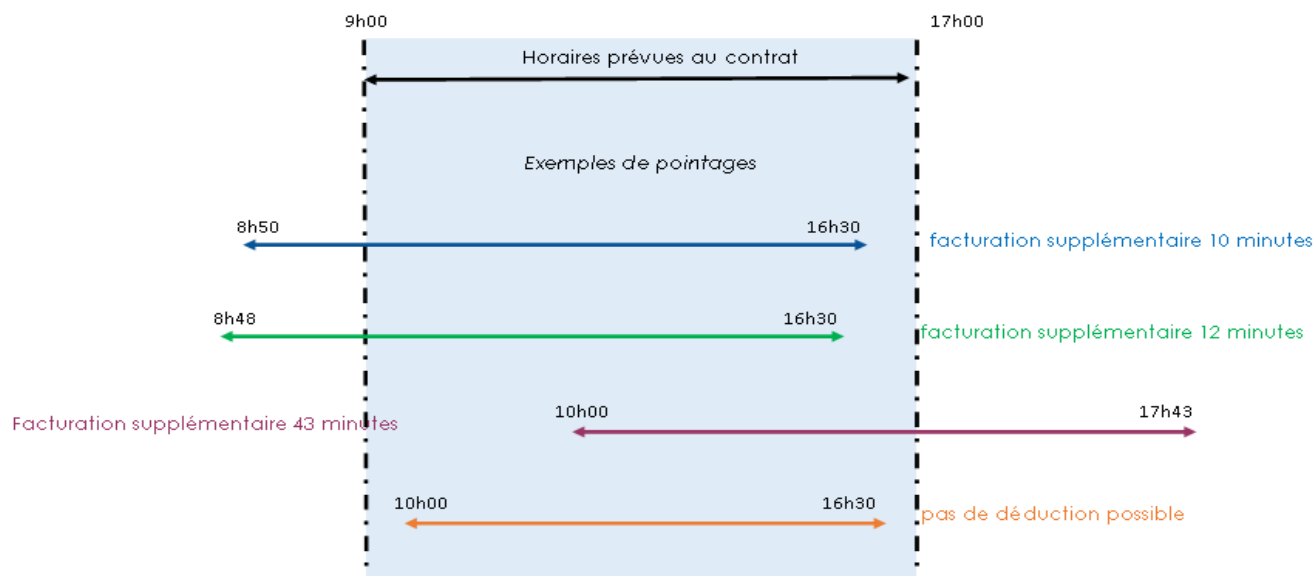 9h00 17h00
Horaires prévues au contrat
Exemples de pointages
8h50 16h30
facturation supplémentaire 10 minutes
8h48 16h30
facturation supplémentaire 12 minutes
10h00 17h43
Facturation supplémentaire 43 minutes
10h00 16h30
pas de déduction possible